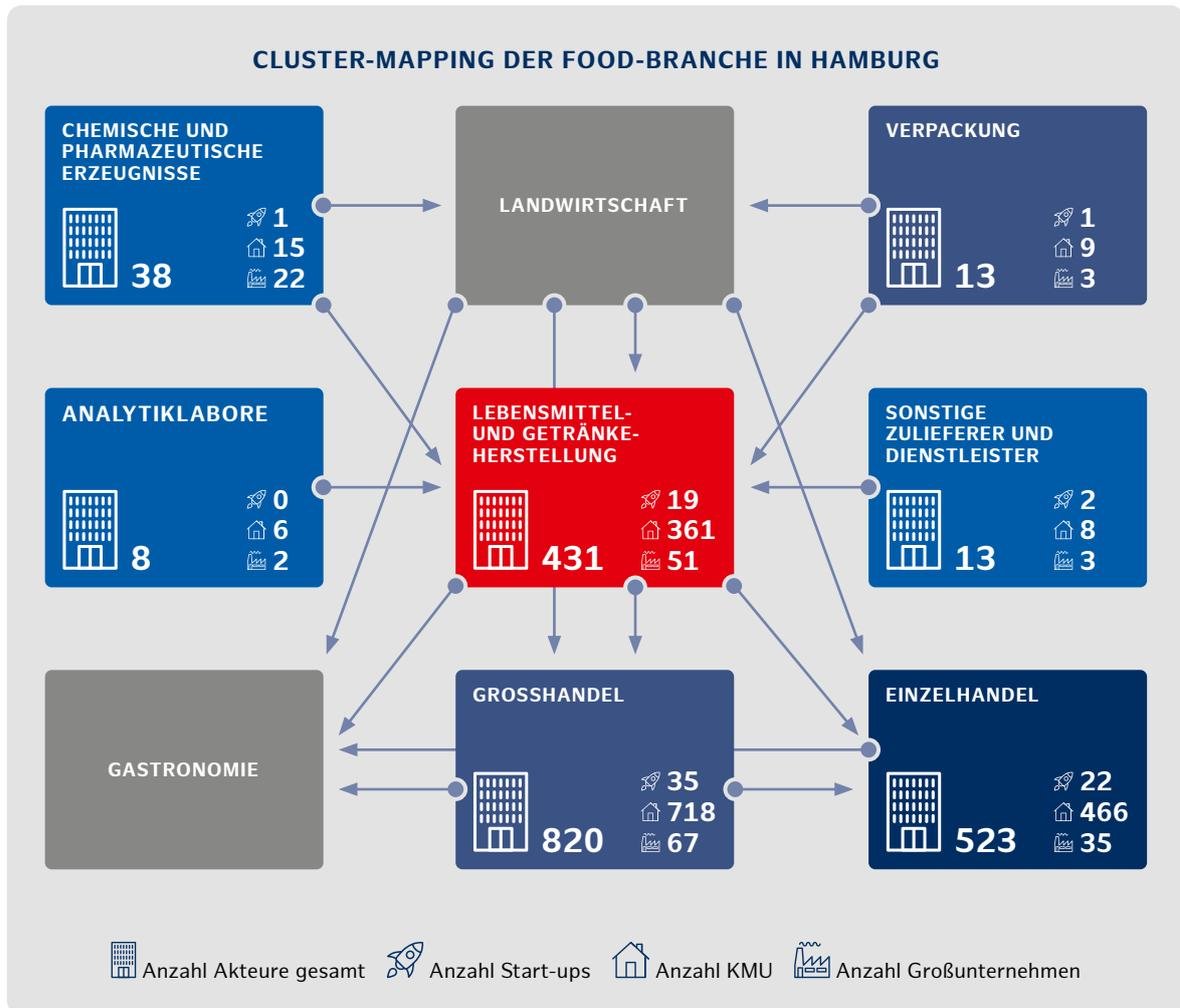 CLUSTER-MAPPING DER FOOD-BRANCHE IN HAMBURG
CHEMISCHE UND
PHARMAZEUTISCHE
ERZEUGNISSE
38
1
15
22
LANDWIRTSCHAFT
VERPACKUNG
13
1
9
3
ANALYTIKLABORE
8
0
6
2
LEBENSMITTEL-
UND GETRÄNKE-
HERSTELLUNG
431
19
361
51
SONSTIGE
ZULIEFERER UND
DIENSTLEISTER
13
2
8
3
GASTRONOMIE
GROSSHANDEL
820
35
718
67
EINZELHANDEL
523
22
466
35
Anzahl Akteure gesamt Anzahl Start-ups Anzahl KMU Anzahl Großunternehmen